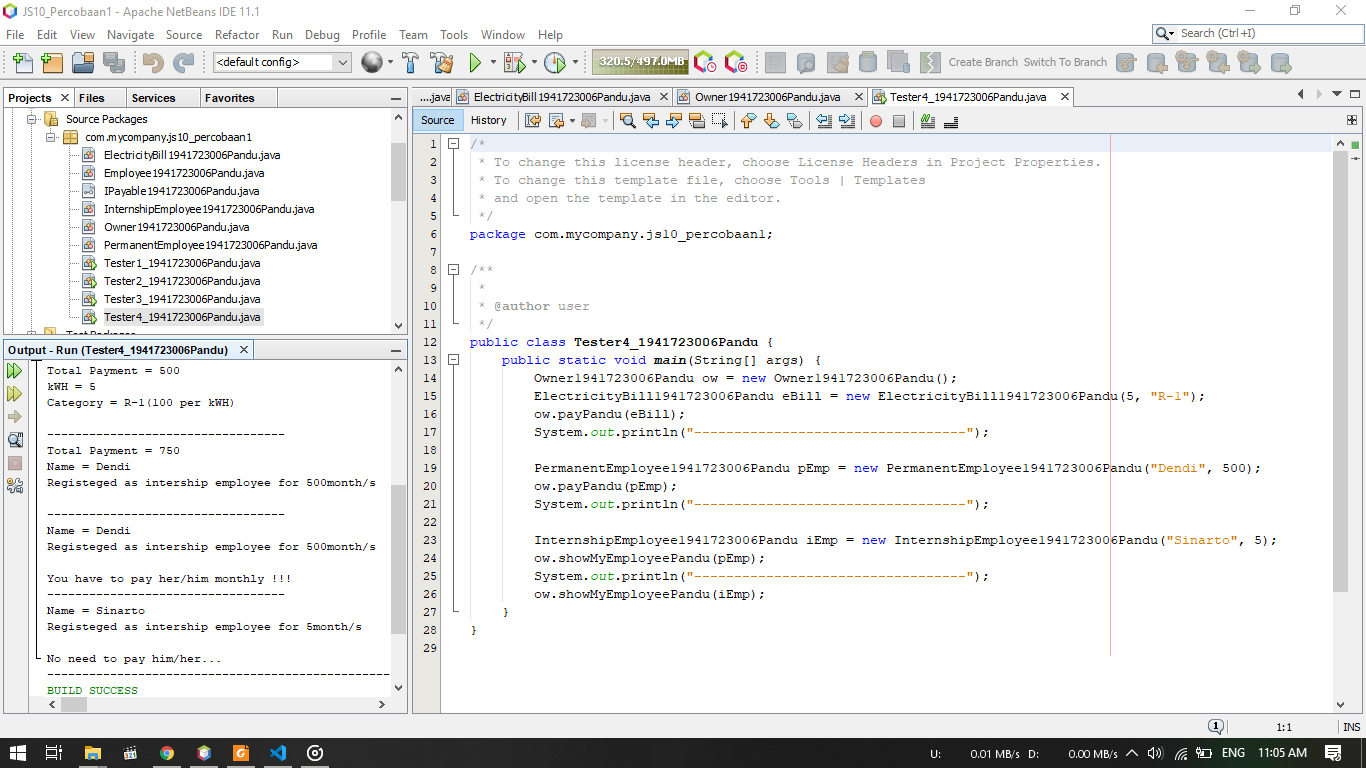 JS10_Percobaan1 - Apache NetBeans IDE 11.1
File Edit View Navigate Source Refactor Run Debug Profile Team Tools Window Help
Search (Ctrl+I)
<default config>
320.5/497.0MB
Create Branch Switch To Branch
Projects Files Services Favorites
Source Packages
com.mycompany.js10_percobaan1
ElectricityBill1941723006Pandu.java
Employee1941723006Pandu.java
IPayable1941723006Pandu.java
InternshipEmployee1941723006Pandu.java
Owner1941723006Pandu.java
PermanentEmployee1941723006Pandu.java
Tester1_1941723006Pandu.java
Tester2_1941723006Pandu.java
Tester3_1941723006Pandu.java
Tester4_1941723006Pandu.java
Test Packages
Output - Run (Tester4_1941723006Pandu)
Total Payment = 500
kWH = 5
Category = R-1(100 per kWH)
---------------------------------
Total Payment = 750
Name = Dendi
Registeged as intership employee for 500month/s
---------------------------------
Name = Dendi
Registeged as intership employee for 500month/s
You have to pay her/him monthly !!!
---------------------------------
Name = Sinarto
Registeged as intership employee for 5month/s
No need to pay him/her...
------------------------------------------------
BUILD SUCCESS
....java ElectricityBill1941723006Pandu.java Owner1941723006Pandu.java Tester4_1941723006Pandu.java
Source History
1 /*
2 * To change this license header, choose License Headers in Project Properties.
3 * To change this template file, choose Tools | Templates
4 * and open the template in the editor.
5 */
6 package com.mycompany.js10_percobaan1;
7
8 /**
9 *
10 * @author user
11 */
12 public class Tester4_1941723006Pandu {
13 public static void main(String[] args) {
14 Owner1941723006Pandu ow = new Owner1941723006Pandu();
15 ElectricityBill1941723006Pandu eBill = new ElectricityBill1941723006Pandu(5, "R-1");
16 ow.payPandu(eBill);
17 System.out.println("----------------------------------");
18
19 PermanentEmployee1941723006Pandu pEmp = new PermanentEmployee1941723006Pandu("Dendi", 500);
20 ow.payPandu(pEmp);
21 System.out.println("----------------------------------");
22
23 InternshipEmployee1941723006Pandu iEmp = new InternshipEmployee1941723006Pandu("Sinarto", 5);
24 ow.showMyEmployeePandu(pEmp);
25 System.out.println("----------------------------------");
26 ow.showMyEmployeePandu(iEmp);
27 }
28 }
29
1 1:1 INS
U: 0.01 MB/s D: 0.00 MB/s ENG 11:05 AM